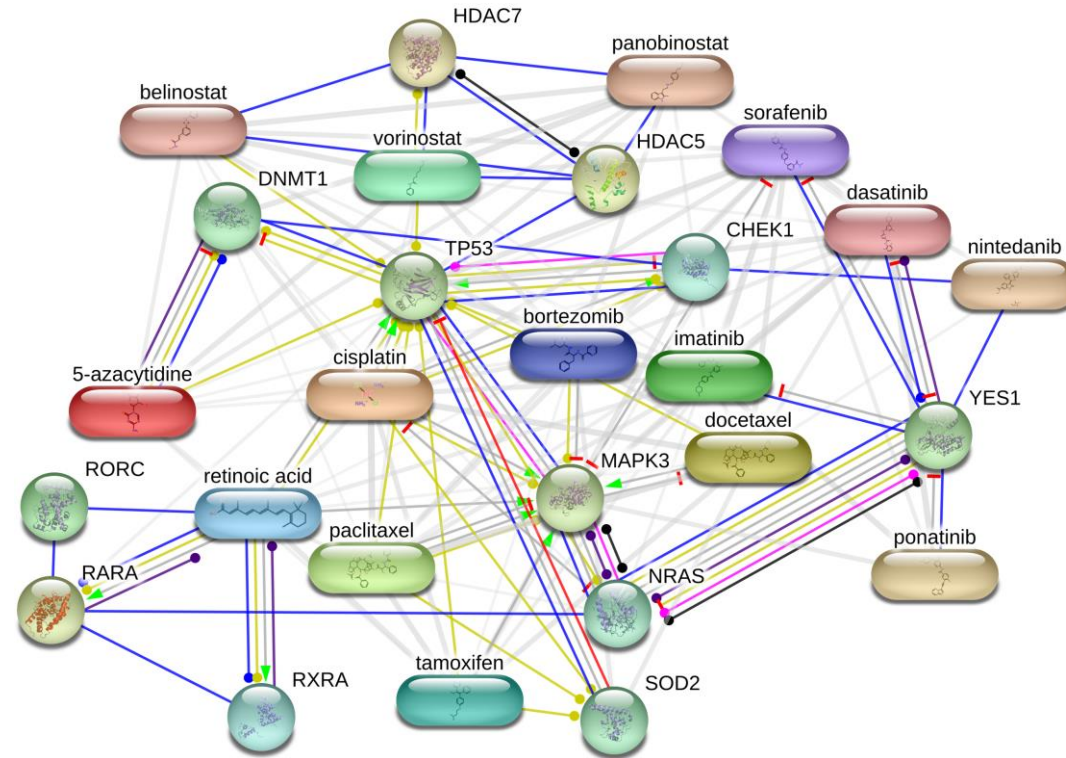 HDAC7
panobinostat
belinostat
sorafenib
vorinostat
HDAC5
DNMT1
dasatinib
CHEK1
TP53
nintedanib
bortezomib
cisplatin
imatinib
5-azacytidine
YES1
docetaxel
MAPK3
RORC
retinoic acid
paclitaxel
ponatinib
RARA
NRAS
tamoxifen
RXRA
SOD2